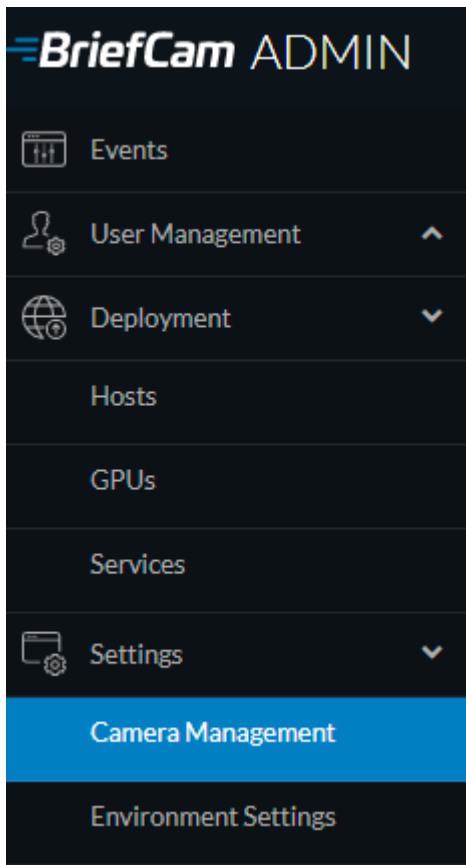 BriefCam ADMIN
Events
User Management
Deployment
Hosts
GPUs
Services
Settings
Camera Management
Environment Settings